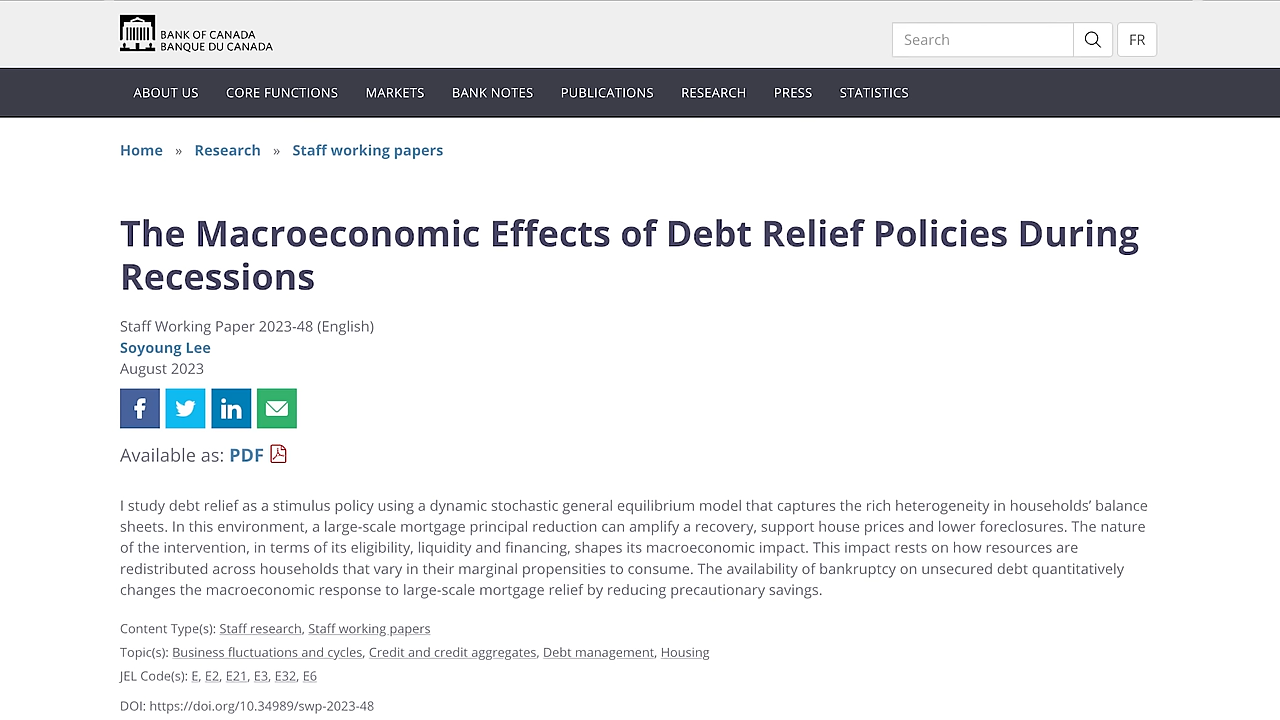 BANK OF CANADA
BANQUE DU CANADA
Search
FR
ABOUT US CORE FUNCTIONS MARKETS BANK NOTES PUBLICATIONS RESEARCH PRESS STATISTICS
Home » Research » Staff working papers
The Macroeconomic Effects of Debt Relief Policies During
Recessions
Staff Working Paper 2023-48 (English)
Soyoung Lee
August 2023
Available as: PDF
I study debt relief as a stimulus policy using a dynamic stochastic general equilibrium model that captures the rich heterogeneity in households’ balance
sheets. In this environment, a large-scale mortgage principal reduction can amplify a recovery, support house prices and lower foreclosures. The nature
of the intervention, in terms of its eligibility, liquidity and financing, shapes its macroeconomic impact. This impact rests on how resources are
redistributed across households that vary in their marginal propensities to consume. The availability of bankruptcy on unsecured debt quantitatively
changes the macroeconomic response to large-scale mortgage relief by reducing precautionary savings.
Content Type(s): Staff research, Staff working papers
Topic(s): Business fluctuations and cycles, Credit and credit aggregates, Debt management, Housing
JEL Code(s): E, E2, E21, E3, E32, E6
DOI: https://doi.org/10.34989/swp-2023-48